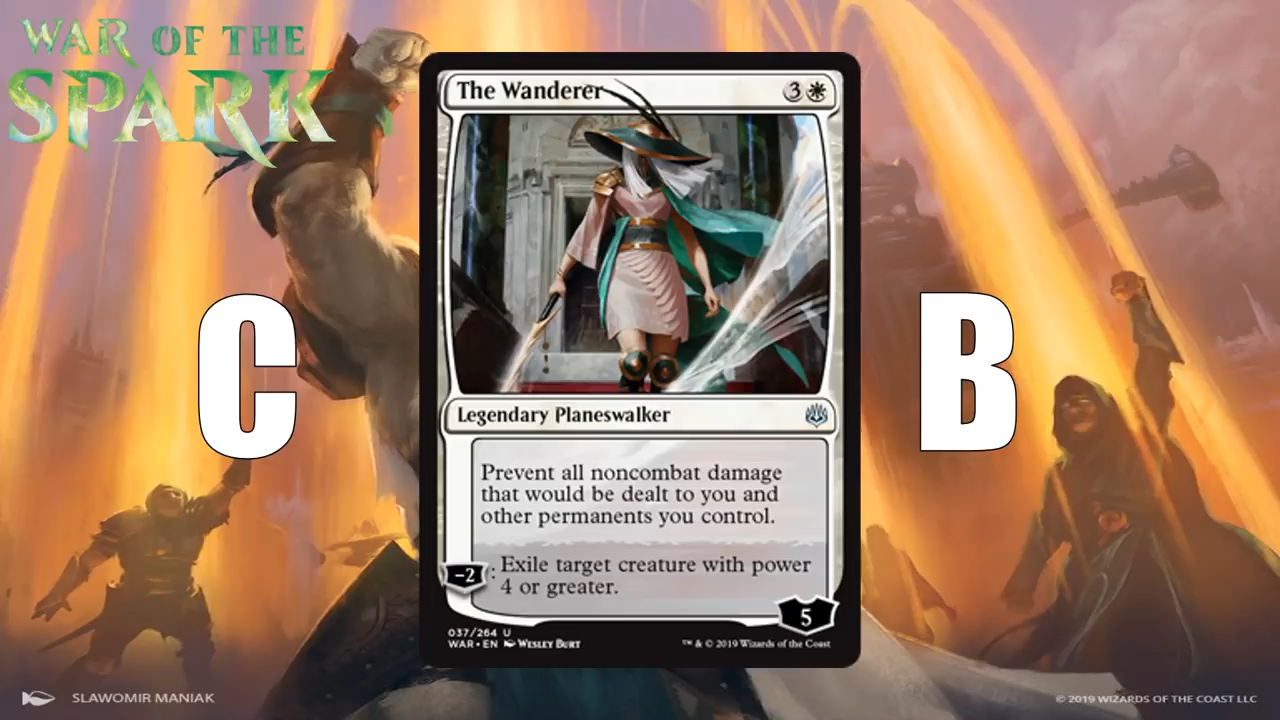 WAR OF THE
SPARK
The Wanderer 3
C
B
Legendary Planeswalker
Prevent all noncombat damage
that would be dealt to you and
other permanents you control.
-2: Exile target creature with power
4 or greater.
5
037/264 U
WAR • EN WESLEY BURT
™ & © 2019 Wizards of the Coast
SLAWOMIR MANIAK
© 2019 WIZARDS OF THE COAST LLC